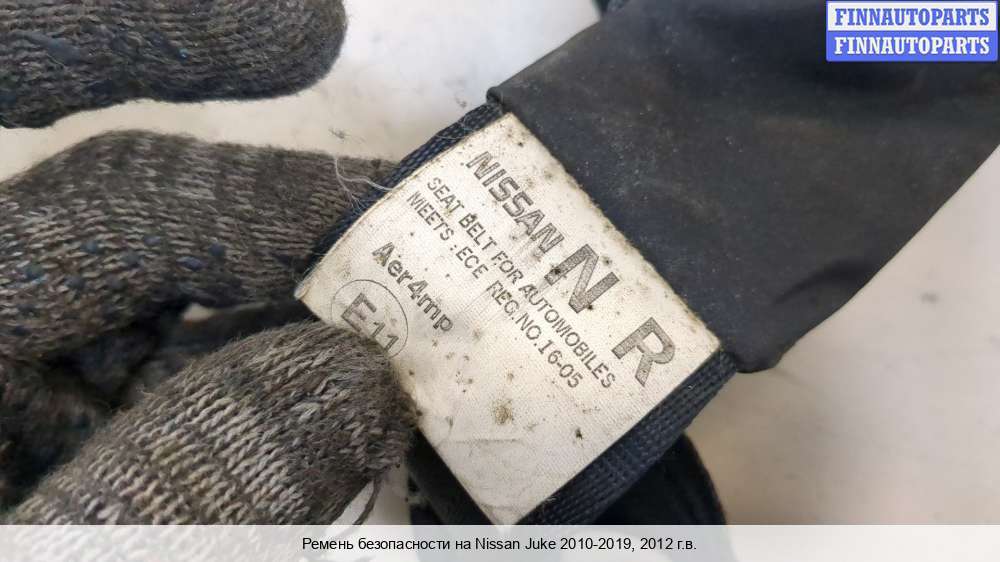 FINNAUTOPARTS
FINNAUTOPARTS
NISSAN N R
SEAT BELT FOR AUTOMOBILES
MEETS :ECE REG.NO.16-05
Aer4mp
E11
Ремень безопасности на Nissan Juke 2010-2019, 2012 г.в.